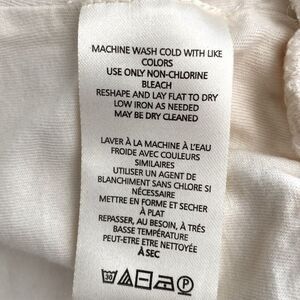 MACHINE WASH COLD WITH LIKE
COLORS
USE ONLY NON-CHLORINE
BLEACH
RESHAPE AND LAY FLAT TO DRY
LOW IRON AS NEEDED
MAY BE DRY CLEANED
LAVER À LA MACHINE À L'EAU
FROIDE AVEC COULEURS
SIMILAIRES
UTILISER UN AGENT DE
BLANCHIMENT SANS CHLORE SI
NÉCESSAIRE
METTRE EN FORME ET SECHER
À PLAT
REPASSER, AU BESOIN, À TRÉS
BASSE TEMPÉRATURE
PEUT-ETRE ETRE NETTOYÉE
À SEC
30 P